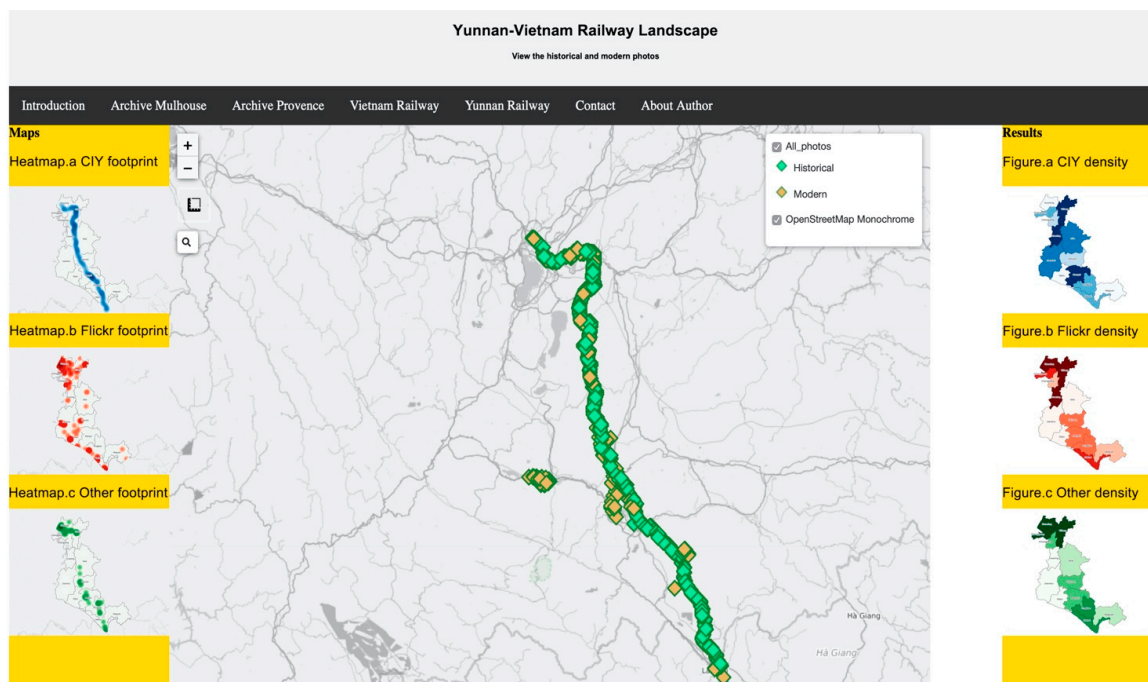 Yunnan-Vietnam Railway Landscape
View the historical and modern photos
Introduction Archive Mulhouse Archive Provence Vietnam Railway Yunnan Railway Contact About Author
Maps
Heatmap.a CIY footprint
Heatmap.b Flickr footprint
Heatmap.c Other footprint
+
−
All_photos
Historical
Modern
OpenStreetMap Monochrome
Hà Giang
Hà Giang
Results
Figure.a CIY density
Figure.b Flickr density
Figure.c Other density